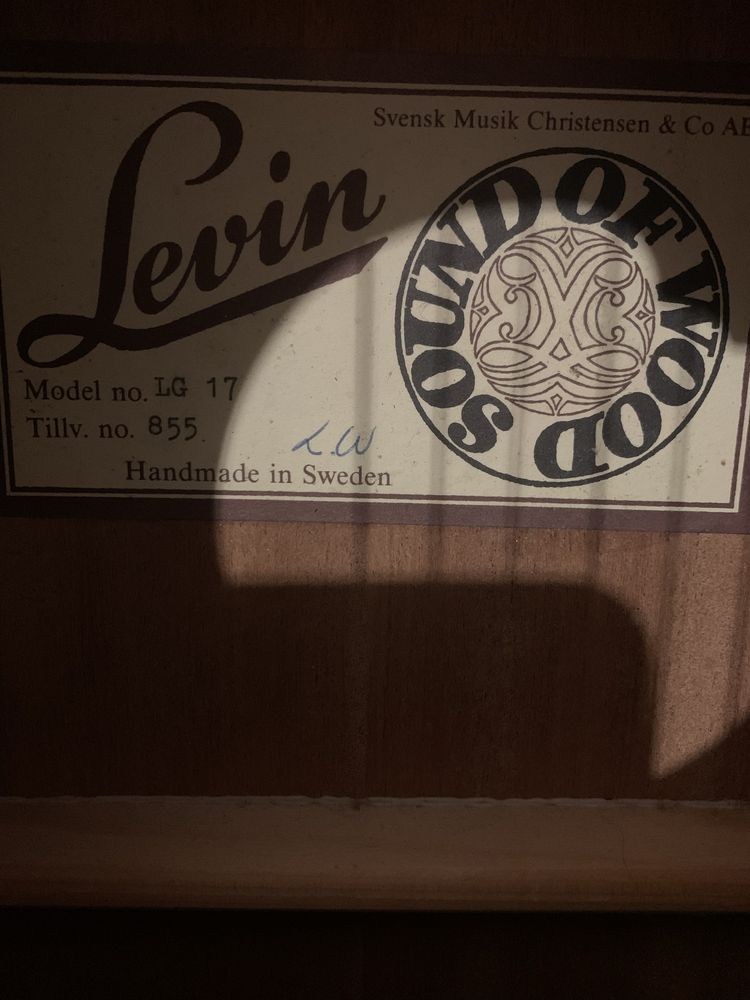 Levin
Svensk Musik Christensen & Co AB
SOUND OF WOOD
Model no. LG 17
Tillv. no. 855
L.W
Handmade in Sweden